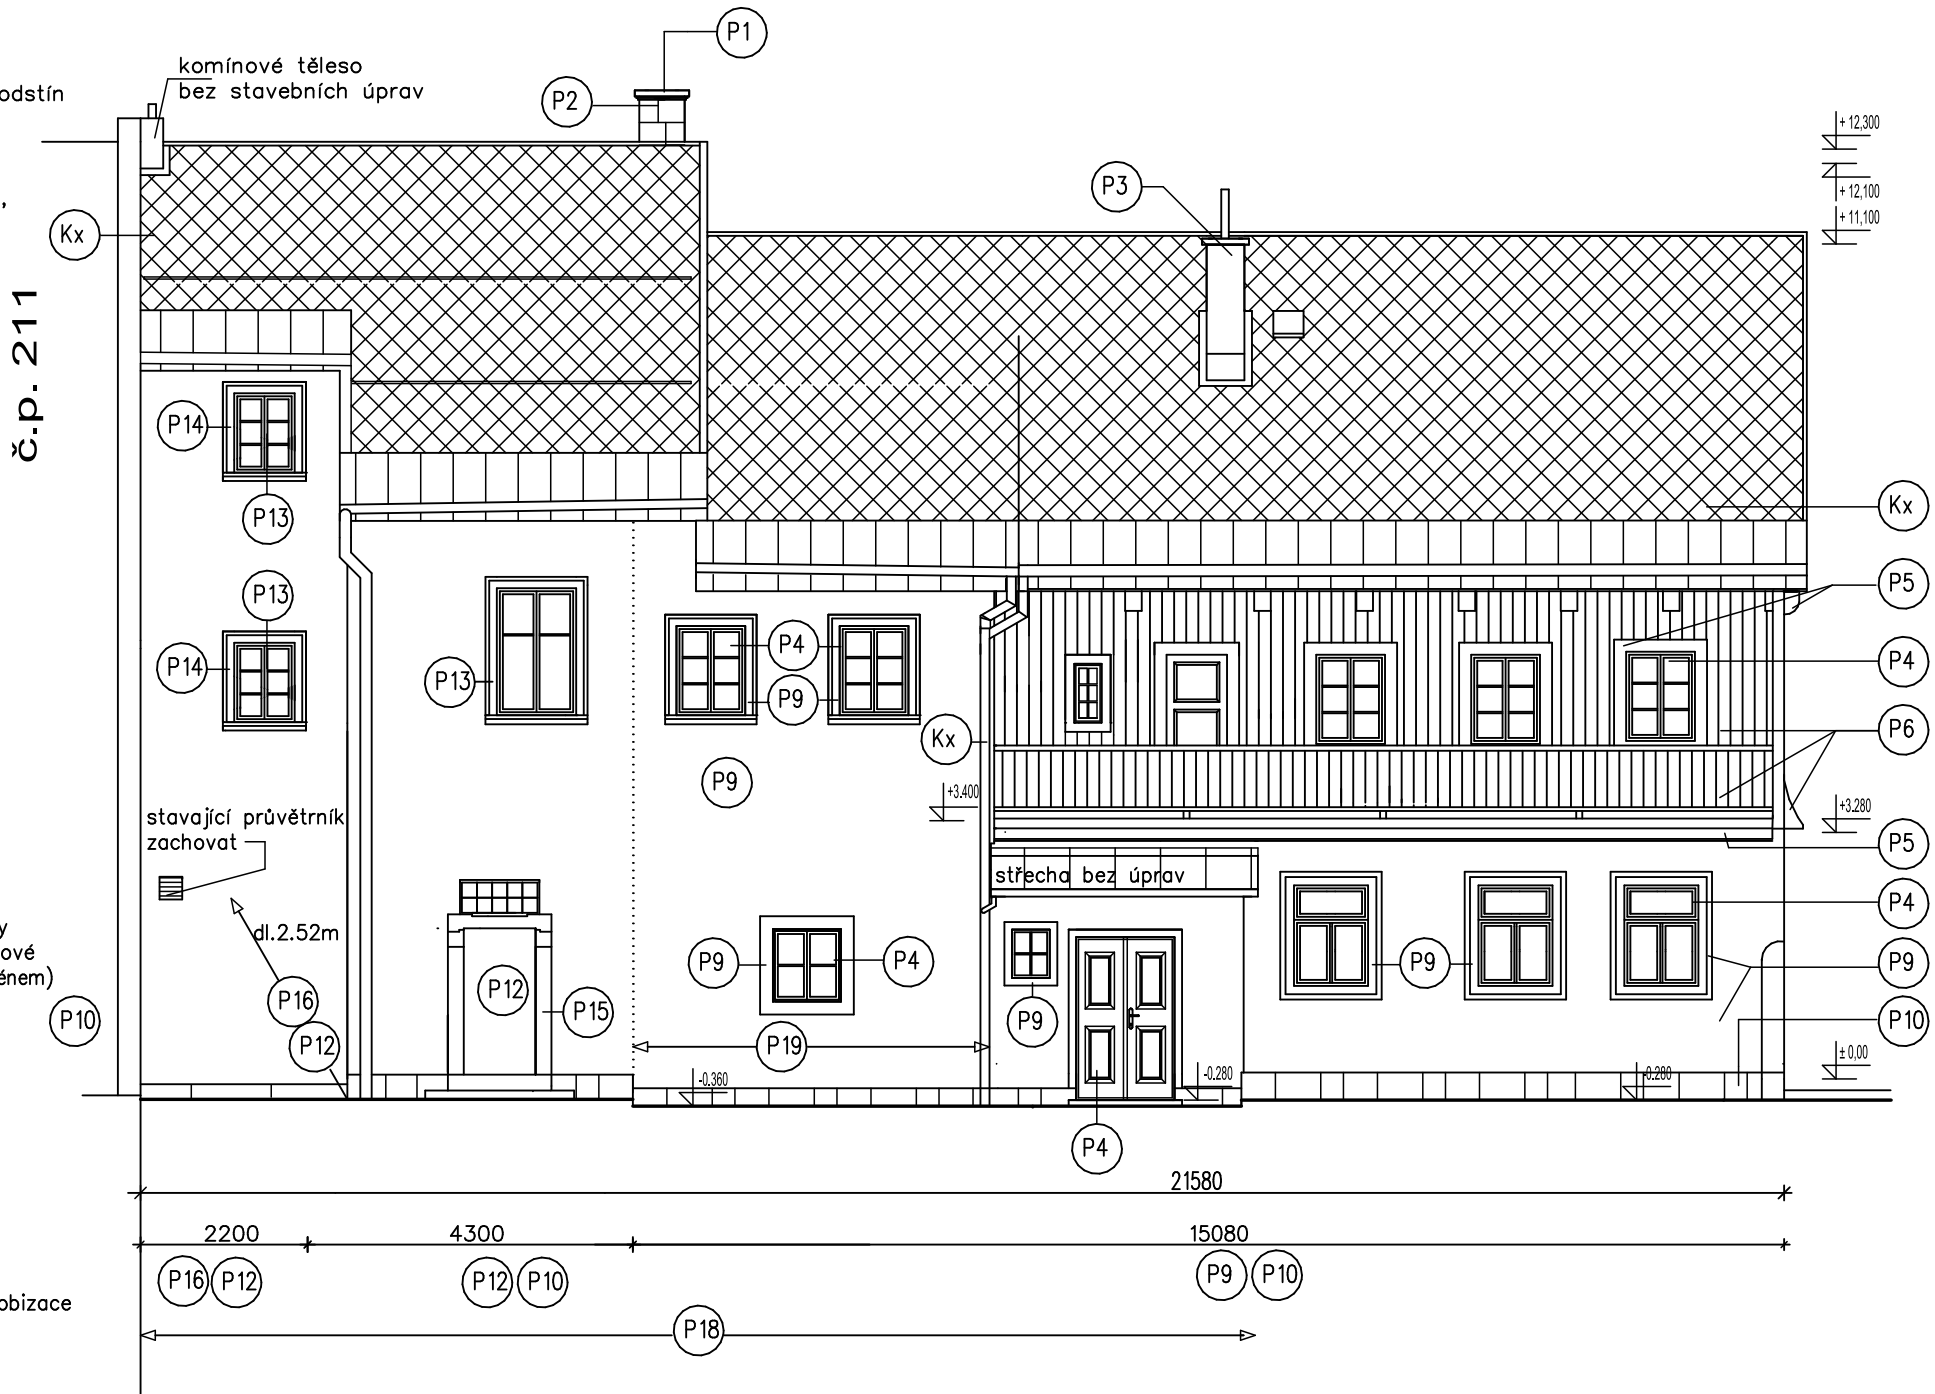 P1
komínové těleso
bez stavebních úprav
P2
odstín
+ 12,300
+ 12,100
+ 11,100
P3
,
Kx
č.p. 211
P14
P13
Kx
P13
P5
P14
P13
P4
P4
P9
Kx
P6
P9
+3.400
+3.280
stavající průvětrník
zachovat
P5
střecha bez úprav
P4
y
ové
énem)
dl.2.52m
P9
P4
P9
P9
P12
P16
P15
P9
P10
P10
P12
P19
± 0,00
-0.360
-0.280
-0.280
P4
21580
2200
4300
15080
P16
P12
P12
P10
P9
P10
obizace
P18